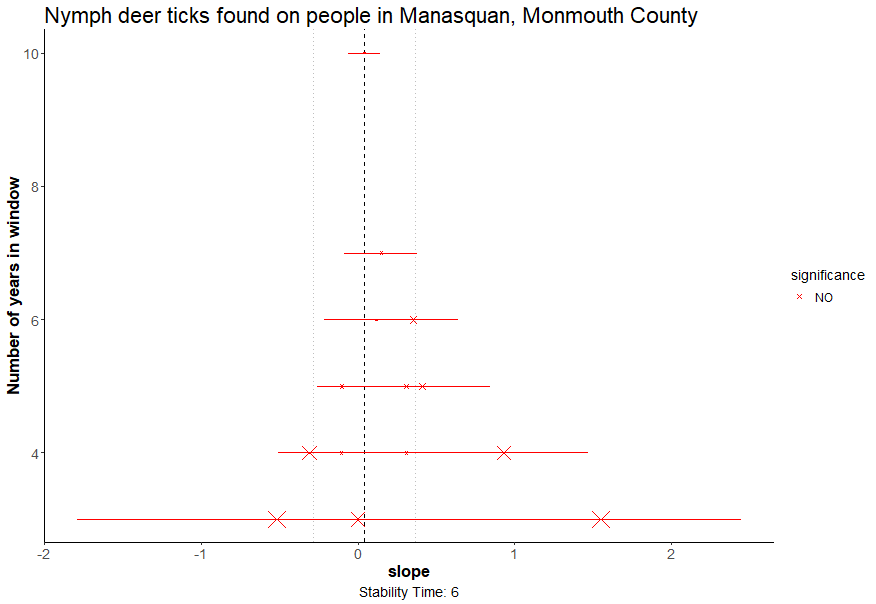 Nymph deer ticks found on people in Manasquan, Monmouth County
Number of years in window
10
8
6
4
-2
-1
0
1
2
slope
Stability Time: 6
significance
NO